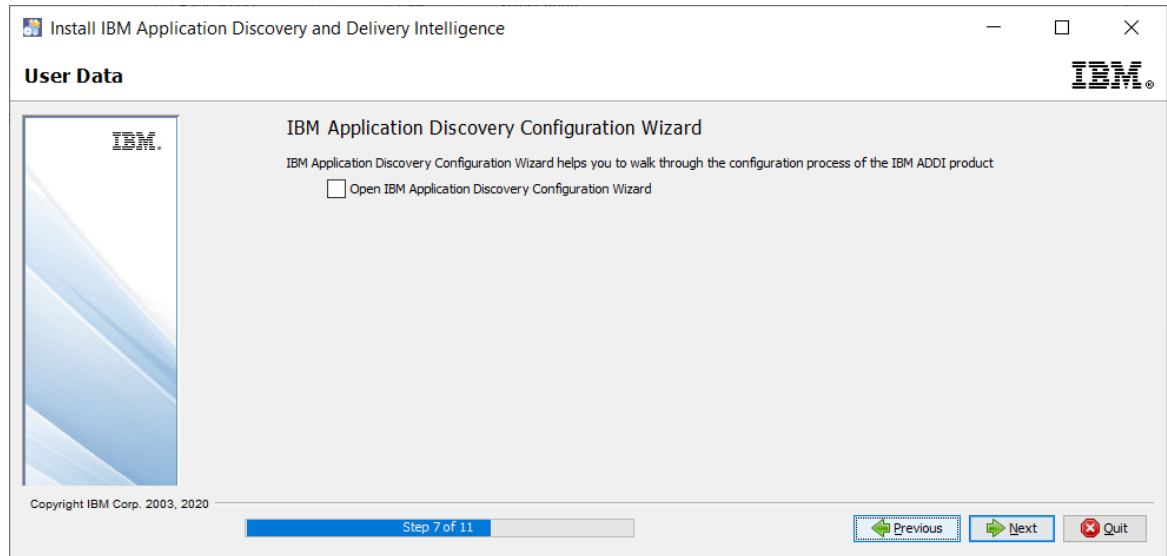 Install IBM Application Discovery and Delivery Intelligence
User Data
IBM®
IBM.
IBM Application Discovery Configuration Wizard
IBM Application Discovery Configuration Wizard helps you to walk through the configuration process of the IBM ADDI product
Open IBM Application Discovery Configuration Wizard
Copyright IBM Corp. 2003, 2020
Step 7 of 11
Previous
Next
Quit